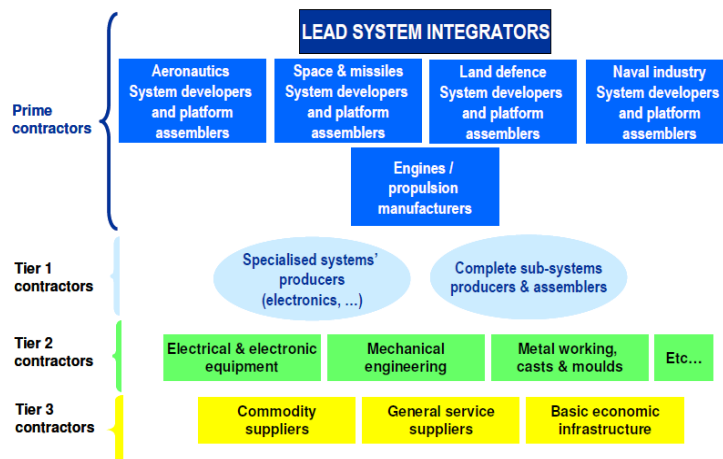 LEAD SYSTEM INTEGRATORS
Prime
contractors
Aeronautics
System developers
and platform
assemblers
Space & missiles
System developers
and platform
assemblers
Land defence
System developers
and platform
assemblers
Naval industry
System developers
and platform
assemblers
Engines /
propulsion
manufacturers
Tier 1
contractors
Specialised systems’
producers
(electronics, ...)
Complete sub-systems
producers & assemblers
Tier 2
contractors
Electrical & electronic
equipment
Mechanical
engineering
Metal working,
casts & moulds
Etc...
Tier 3
contractors
Commodity
suppliers
General service
suppliers
Basic economic
infrastructure